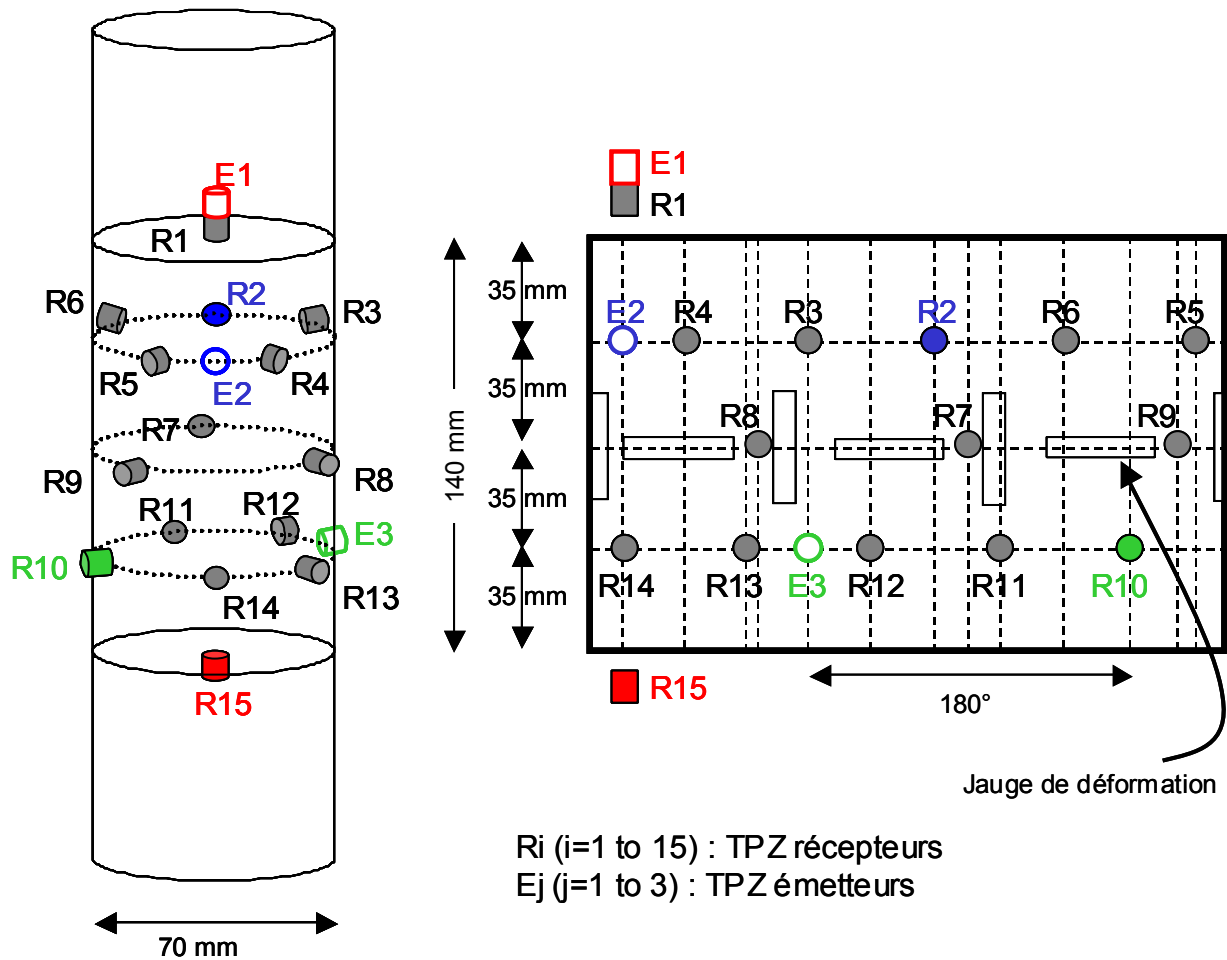 E1
R1
R6
R2
R3
R5
E2
R4
R7
R9
R8
R11
R12
E3
R10
R14
R13
R15
70 mm
140 mm
35 mm
35 mm
35 mm
35 mm
E1
R1
E2
R4
R3
R2
R6
R5
R8
R7
R9
R14
R13
E3
R12
R11
R10
R15
180°
Jauge de déformation
Ri (i=1 to 15) : TPZ récepteurs
Ej (j=1 to 3) : TPZ émetteurs